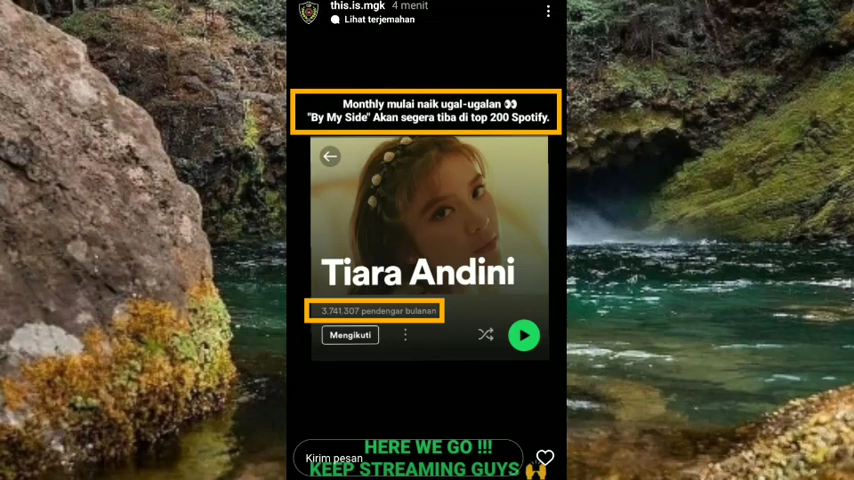 this.is.mgk 4 menit
Lihat terjemahan
Monthly mulai naik ugal-ugalan 👀
"By My Side" Akan segera tiba di top 200 Spotify.
Tiara Andini
3.741.307 pendengar bulanan
Mengikuti
HERE WE GO !!!
Kirim pesan
KEEP STREAMING GUYS 🙌